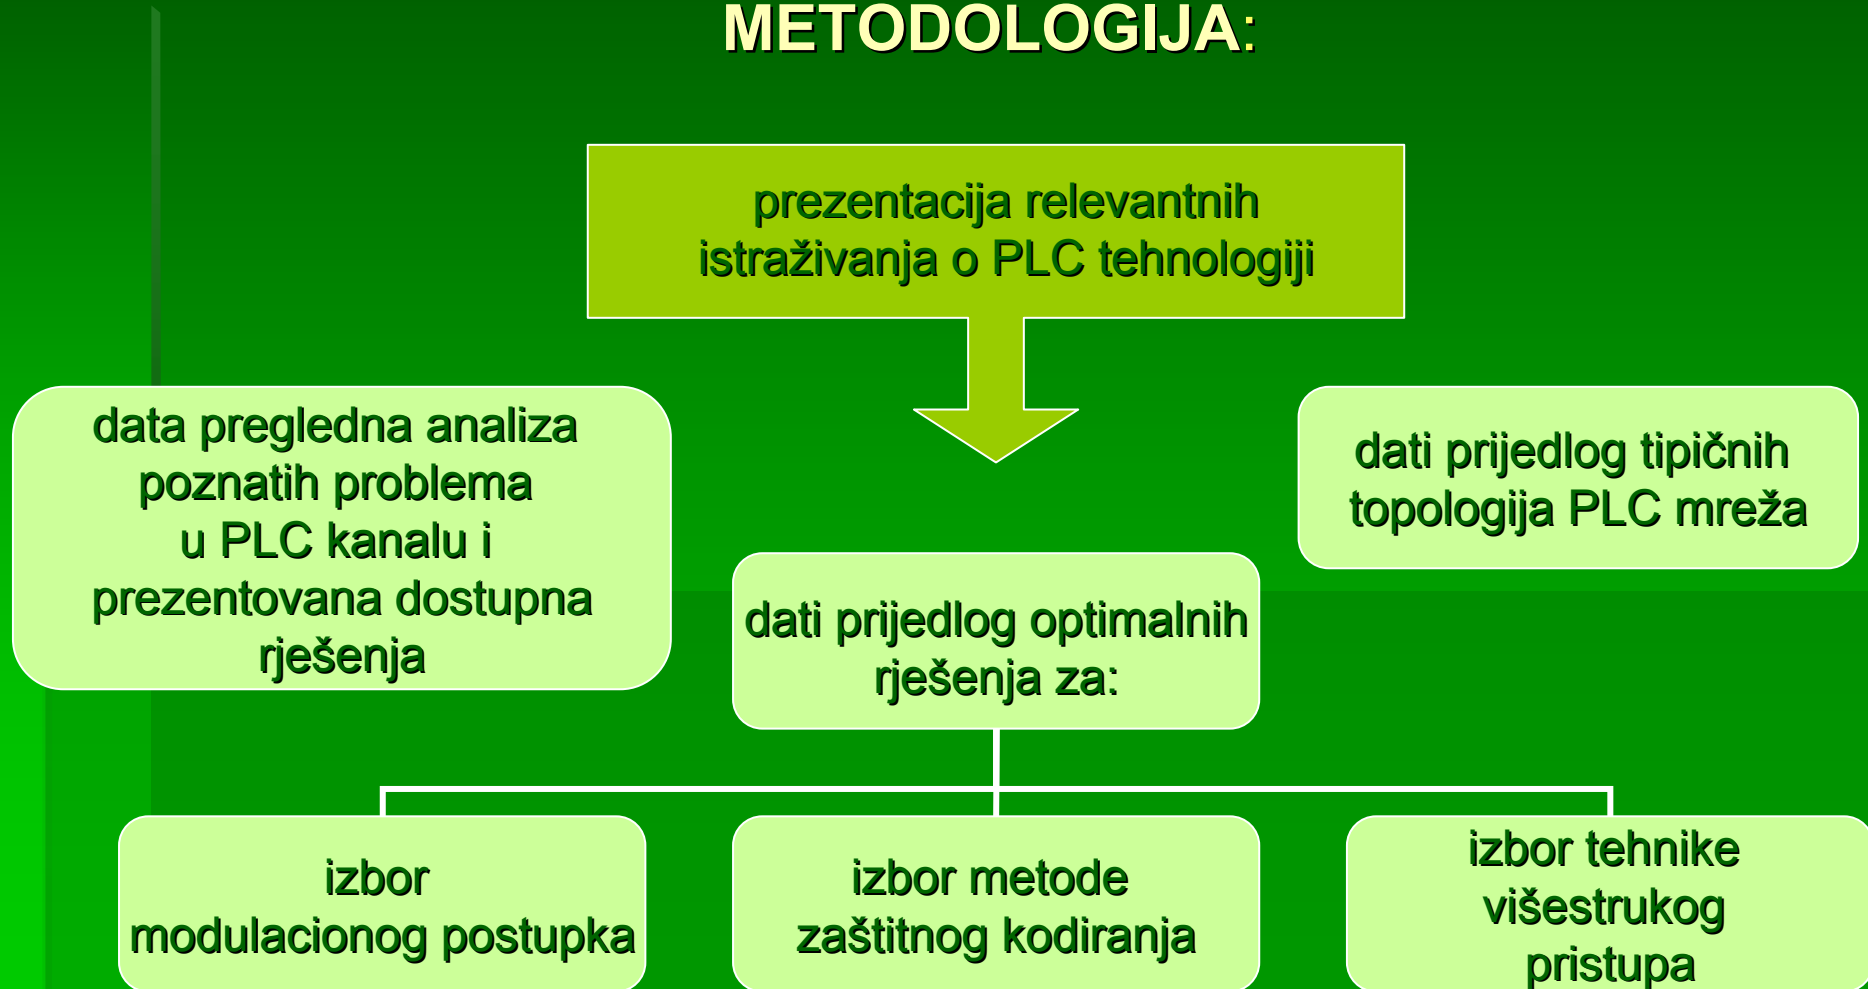 METODOLOGIJA:
prezentacija relevantnih
istraživanja o PLC tehnologiji
data pregledna analiza
poznatih problema
u PLC kanalu i
prezentovana dostupna
rješenja
dati prijedlog tipičnih
topologija PLC mreža
dati prijedlog optimalnih
rješenja za:
izbor
modulacionog postupka
izbor metode
zaštitnog kodiranja
izbor tehnike
višestrukog
pristupa